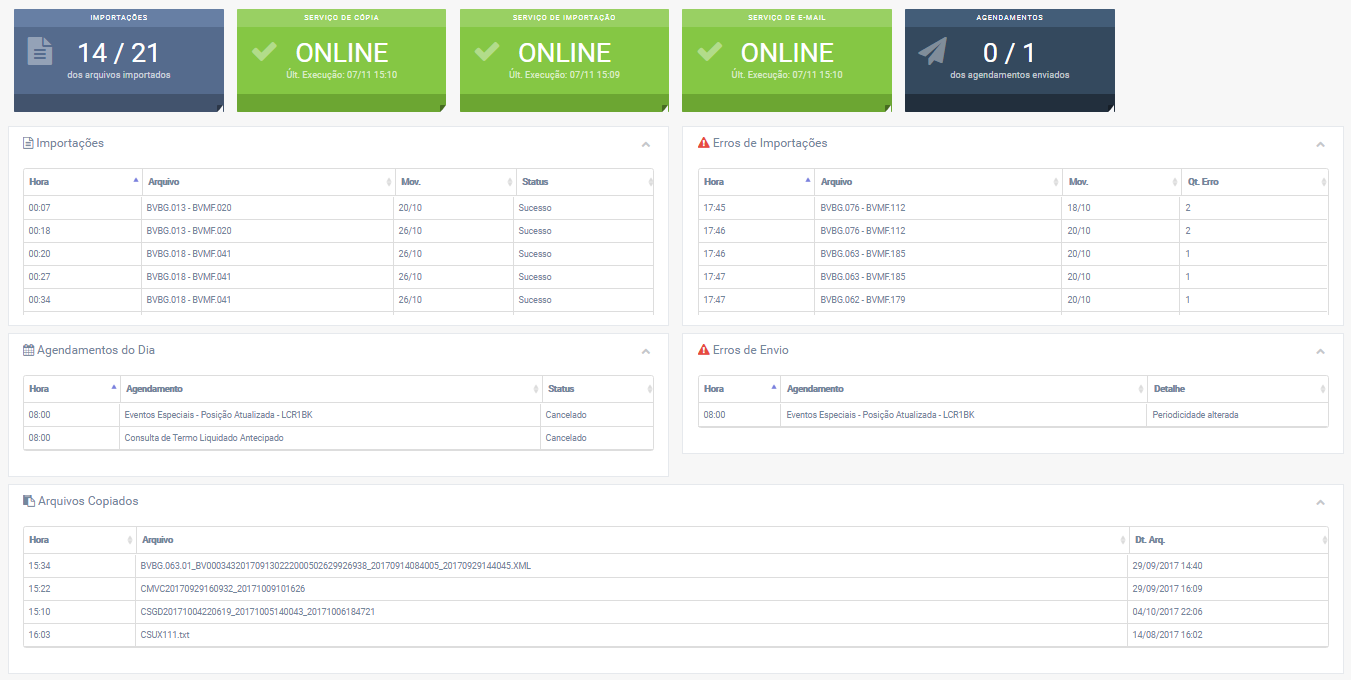 IMPORTAÇÕES
14 / 21
dos arquivos importados
SERVIÇO DE CÓPIA
ONLINE
Últ. Execução: 07/11 15:10
SERVIÇO DE IMPORTAÇÃO
ONLINE
Últ. Execução: 07/11 15:09
SERVIÇO DE E-MAIL
ONLINE
Últ. Execução: 07/11 15:10
AGENDAMENTOS
0 / 1
dos agendamentos enviados
Importações
Hora Arquivo Mov. Status
00:07 BVBG.013 - BVMF.020 20/10 Sucesso
00:18 BVBG.013 - BVMF.020 26/10 Sucesso
00:20 BVBG.018 - BVMF.041 26/10 Sucesso
00:27 BVBG.018 - BVMF.041 26/10 Sucesso
00:34 BVBG.018 - BVMF.041 26/10 Sucesso
Erros de Importações
Hora Arquivo Mov. Qt. Erro
17:45 BVBG.076 - BVMF.112 18/10 2
17:46 BVBG.076 - BVMF.112 20/10 2
17:46 BVBG.063 - BVMF.185 20/10 1
17:47 BVBG.063 - BVMF.185 20/10 1
17:47 BVBG.062 - BVMF.179 20/10 1
Agendamentos do Dia
Hora Agendamento Status
08:00 Eventos Especiais - Posição Atualizada - LCR1BK Cancelado
08:00 Consulta de Termo Liquidado Antecipado Cancelado
Erros de Envio
Hora Agendamento Detalhe
08:00 Eventos Especiais - Posição Atualizada - LCR1BK Periodicidade alterada
Arquivos Copiados
Hora Arquivo Dt. Arq.
15:34 BVBG.063.01_BV000343201709130222000502629926938_20170914084005_20170929144045.XML 29/09/2017 14:40
15:22 CMVC20170929160932_20171009101626 29/09/2017 16:09
15:10 CSGD20171004220619_20171005140043_20171006184721 04/10/2017 22:06
16:03 CSUX111.txt 14/08/2017 16:02